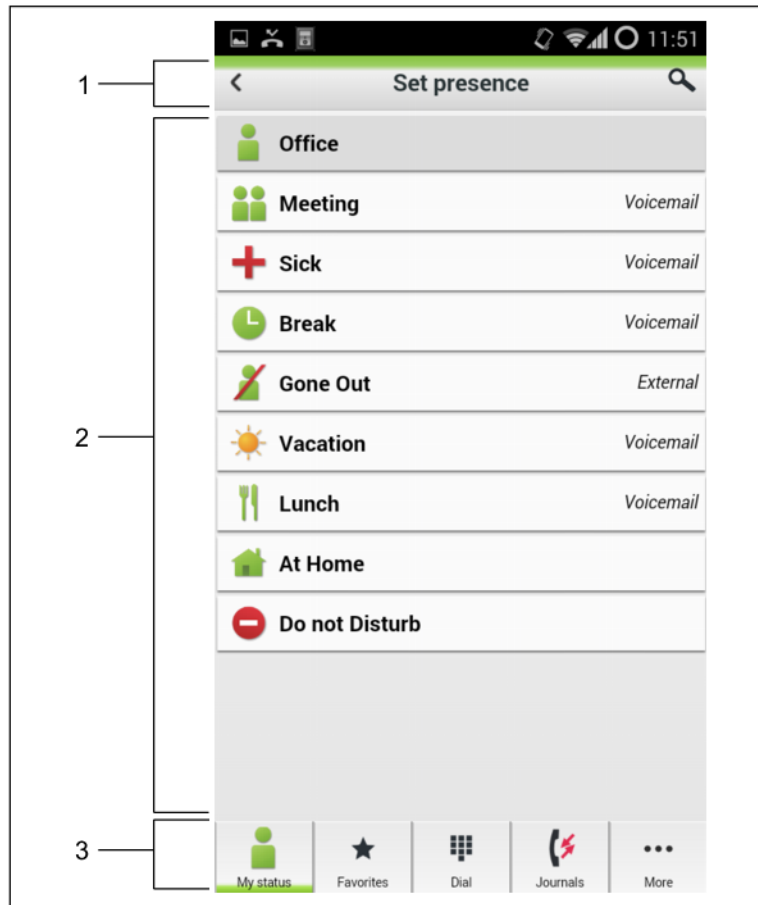 11:51
1
Set presence
Office
Meeting Voicemail
Sick Voicemail
Break Voicemail
Gone Out External
2
Vacation Voicemail
Lunch Voicemail
At Home
Do not Disturb
3
My status Favorites Dial Journals More